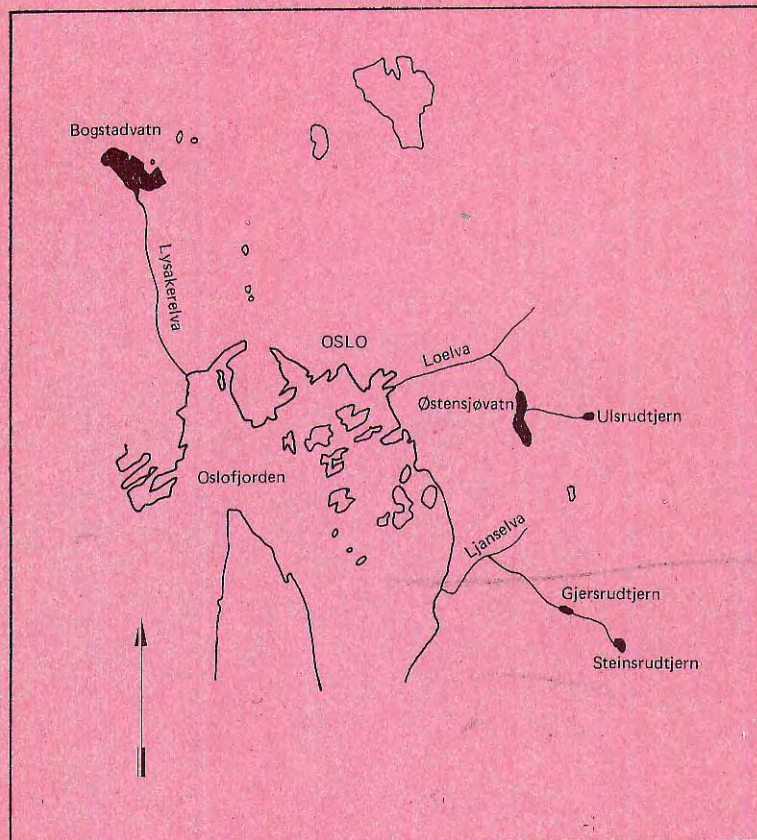 Bogstadvatn
Lysakerelva
OSLO
Loelva
Østensjøvatn
Ulsrudtjern
Oslofjorden
Ljanselva
Gjersrudtjern
Steinsrudtjern